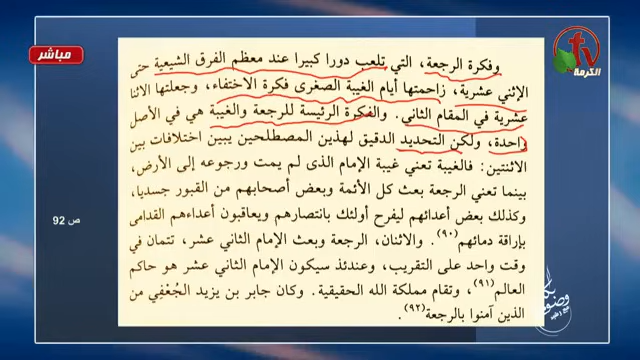 مباشر
tv
الكرمة
وفكرة الرجعة، التي تلعب دورا كبيرا عند معظم الفرق الشيعية حتى
الإثني عشرية، زاحمتها أيام الغيبة الصغرى فكرة الاختفاء، وجعلتها الاثنا
عشرية في المقام الثاني. والفكرة الرئيسة للرجعة والغيبة هي في الأصل
واحدة، ولكن التحديد الدقيق لهذين المصطلحين يبين اختلافات بين
الاثنتين: فالغيبة تعني غيبة الإمام الذى لم يمت ورجوعه إلى الأرض،
بينما تعني الرجعة بعث كل الأئمة وبعض أصحابهم من القبور جسديا،
وكذلك بعض أعدائهم ليفرح أولئك بانتصارهم ويعاقبون أعداءهم القدامى
بإراقة دمائهم (٩٠). والاثنان، الرجعة وبعث الإمام الثاني عشر، تتمان في
وقت واحد على التقريب، وعندئذ سيكون الإمام الثاني عشر هو حاكم
العالم (٩١)، وتقام مملكة الله الحقيقية. وكان جابر بن يزيد الجُعْفِي من
الذين آمنوا بالرجعة (٩٢).
ص 92